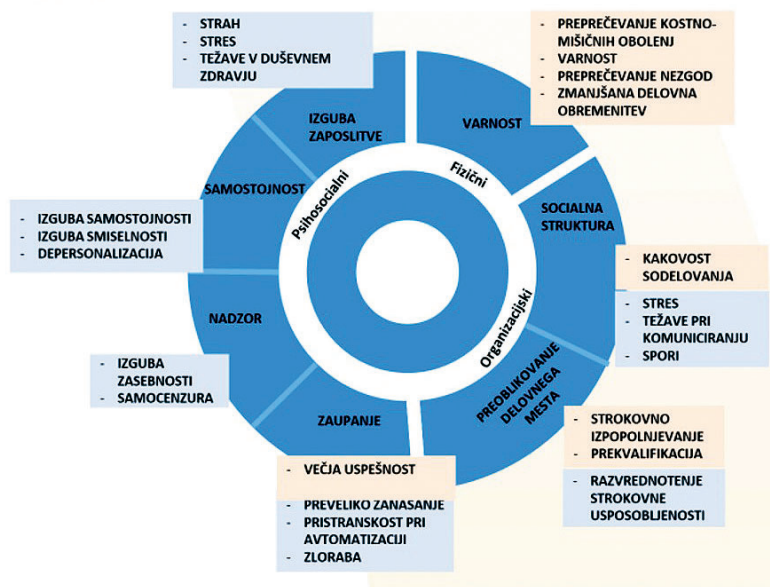 - STRAH
- STRES
- TEŽAVE V DUŠEVNEM
ZDRAVJU
- PREPREČEVANJE KOSTNO-
MIŠIČNIH OBOLENJ
- VARNOST
- PREPREČEVANJE NEZGOD
- ZMANJŠANA DELOVNA
OBREMENITEV
IZGUBA
ZAPOSLITVE
VARNOST
SAMOSTOJNOST
Psihosocialni
Fizični
SOCIALNA
STRUKTURA
- IZGUBA SAMOSTOJNOSTI
- IZGUBA SMISELNOSTI
- DEPERSONALIZACIJA
- KAKOVOST
SODELOVANJA
- STRES
- TEŽAVE PRI
KOMUNICIRANJU
- SPORI
NADZOR
Organizacijski
- IZGUBA
ZASEBNOSTI
- SAMOCENZURA
PREOBLIKOVANJE
DELOVNEGA
MESTA
ZAUPANJE
- STROKOVNO
IZPOPOLNJEVANJE
- PREKVALIFIKACIJA
- VEČJA USPEŠNOST
- PREVELIKO ZANAŠANJE
- PRISTRANSKOST PRI
AVTOMATIZACIJI
- ZLORABA
- RAZVREDNOTENJE
STROKOVNE
USPOSOBLJENOSTI